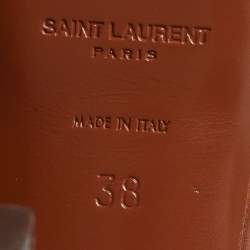 SAINT LAURENT
PARIS
MADE IN ITALY
38